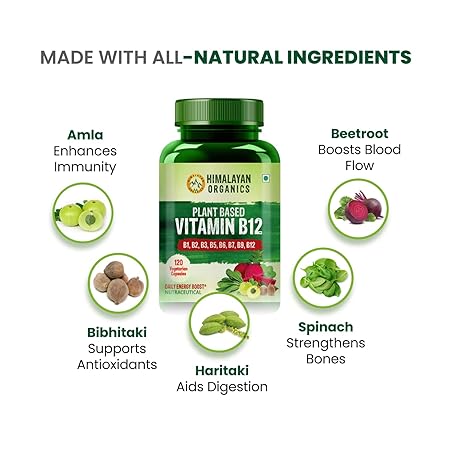 MADE WITH ALL-NATURAL INGREDIENTS
Amla
Enhances
Immunity
Beetroot
Boosts Blood
Flow
HIMALAYAN
ORGANICS
PLANT BASED
VITAMIN B12
B1, B2, B3, B5, B6, B7, B9, B12
120
Vegetarian
Capsules
DAILY ENERGY BOOST*
NUTRACEUTICAL
Bibhitaki
Supports
Antioxidants
Haritaki
Aids Digestion
Spinach
Strengthens
Bones